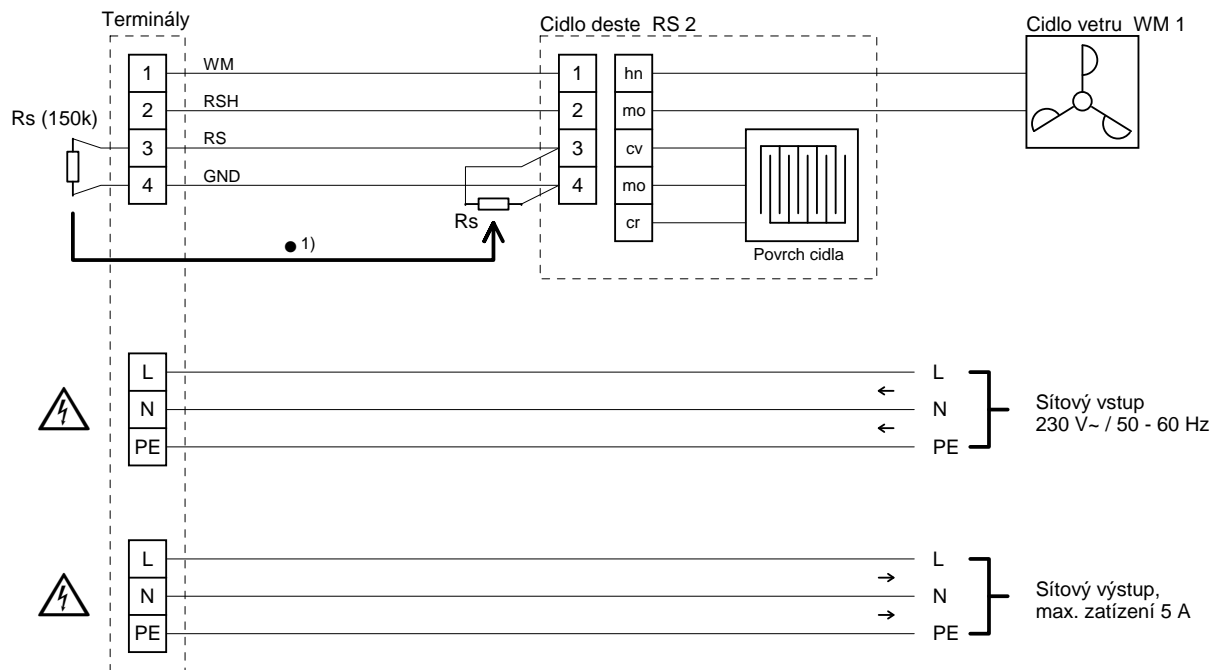 Terminály
Cidlo deste RS 2
Cidlo vetru WM 1
1 WM 1 hn
2 RSH 2 mo
Rs (150k)
3 RS 3 cv
4 GND 4 mo
Rs
cr
1)
Povrch cidla
L L
N N
PE PE
Sítový vstup
230 V~ / 50 - 60 Hz
L L
N N
PE PE
Sítový výstup,
max. zatízení 5 A